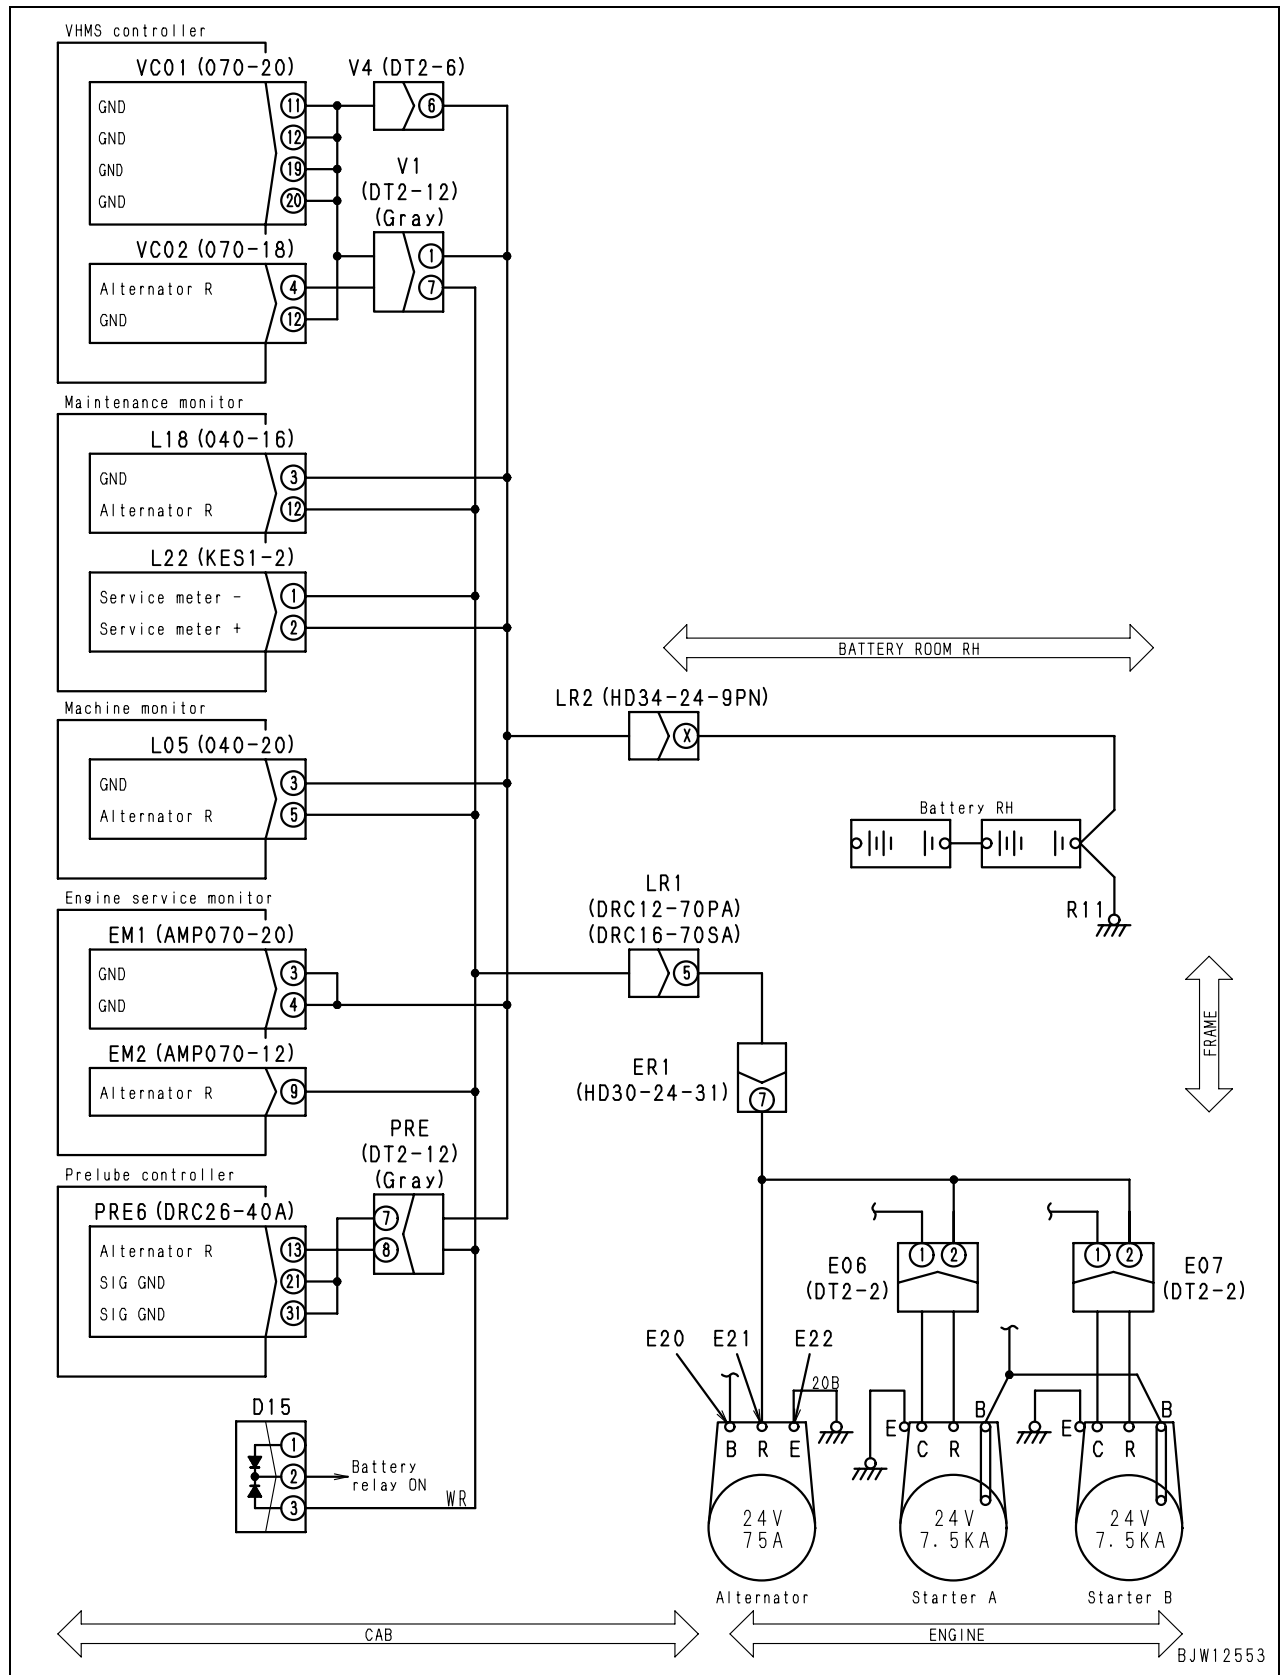 VHMS controller
VC01 (070-20)
V4 (DT2-6)
GND
11
6
GND
12
GND
19
V1
(DT2-12)
(Gray)
GND
20
VC02 (070-18)
1
Alternator R
4
7
GND
12
Maintenance monitor
L18 (040-16)
GND
3
Alternator R
12
L22 (KES1-2)
Service meter -
1
Service meter +
2
BATTERY ROOM RH
LR2 (HD34-24-9PN)
X
Machine monitor
L05 (040-20)
GND
3
Alternator R
5
Battery RH
R11
Engine service monitor
LR1
(DRC12-70PA)
(DRC16-70SA)
5
EM1 (AMP070-20)
GND
3
GND
4
FRAME
EM2 (AMP070-12)
Alternator R
9
ER1
(HD30-24-31)
7
PRE
(DT2-12)
(Gray)
Prelube controller
PRE6 (DRC26-40A)
7
Alternator R
13
8
SIG GND
21
SIG GND
31
1
2
E06
(DT2-2)
1
2
E07
(DT2-2)
E20
E21
E22
20B
B
R
E
E
C
R
B
E
C
R
B
D15
1
2
Battery
relay ON
3
WR
24V
75A
24V
7.5KA
24V
7.5KA
Alternator
Starter A
Starter B
CAB
ENGINE
BJW12553